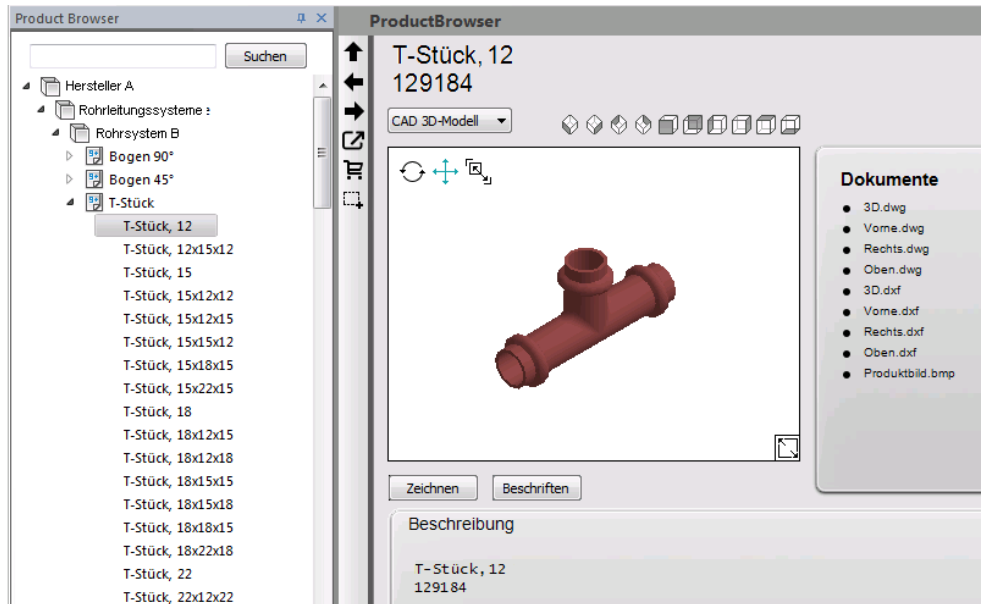 Product Browser
Suchen
Hersteller A
Rohrleitungssysteme :
Rohrsystem B
Bogen 90°
Bogen 45°
T-Stück
T-Stück, 12
T-Stück, 12x15x12
T-Stück, 15
T-Stück, 15x12x12
T-Stück, 15x12x15
T-Stück, 15x15x12
T-Stück, 15x18x15
T-Stück, 15x22x15
T-Stück, 18
T-Stück, 18x12x15
T-Stück, 18x12x18
T-Stück, 18x15x15
T-Stück, 18x15x18
T-Stück, 18x18x15
T-Stück, 18x22x18
T-Stück, 22
T-Stück, 22x12x22
ProductBrowser
T-Stück, 12
129184
CAD 3D-Modell
Zeichnen
Beschriften
Dokumente
3D.dwg
Vorne.dwg
Rechts.dwg
Oben.dwg
3D.dxf
Vorne.dxf
Rechts.dxf
Oben.dxf
Produktbild.bmp
Beschreibung
T-Stück,12
129184